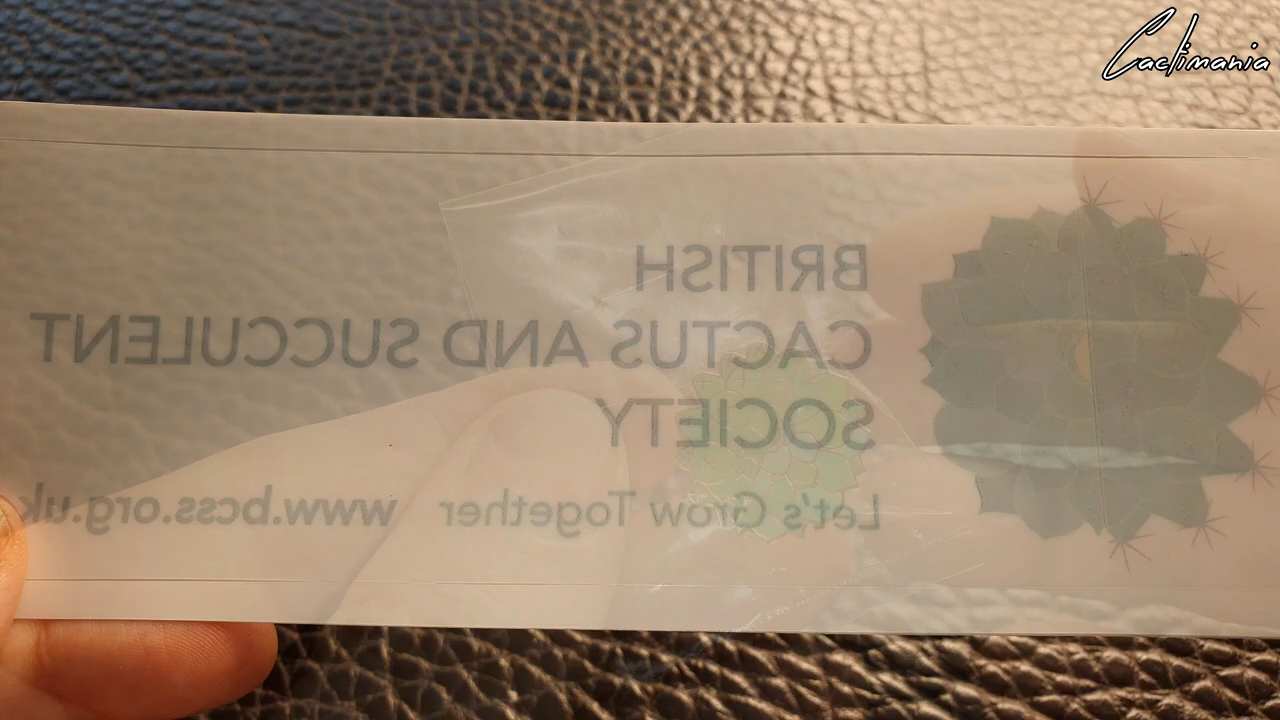 Cactimania
BRITISH
CACTUS AND SUCCULENT
SOCIETY
Let's Grow Together www.bcss.org.uk